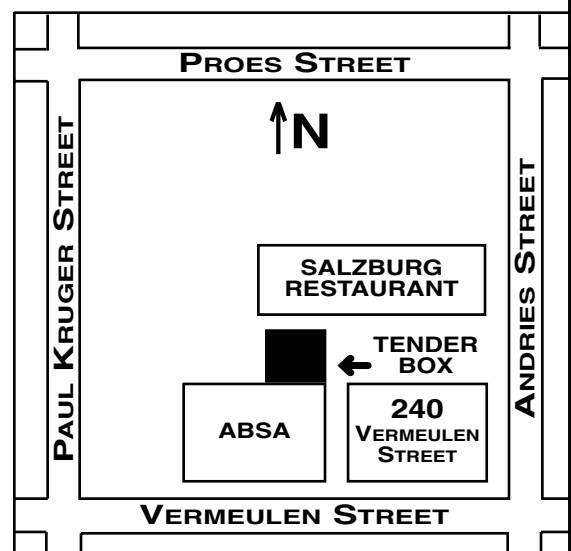 PROES STREET
N
PAUL KRUGER STREET
ANDRIES STREET
SALZBURG
RESTAURANT
TENDER
BOX
ABSA
240
VERMEULEN
STREET
VERMEULEN STREET